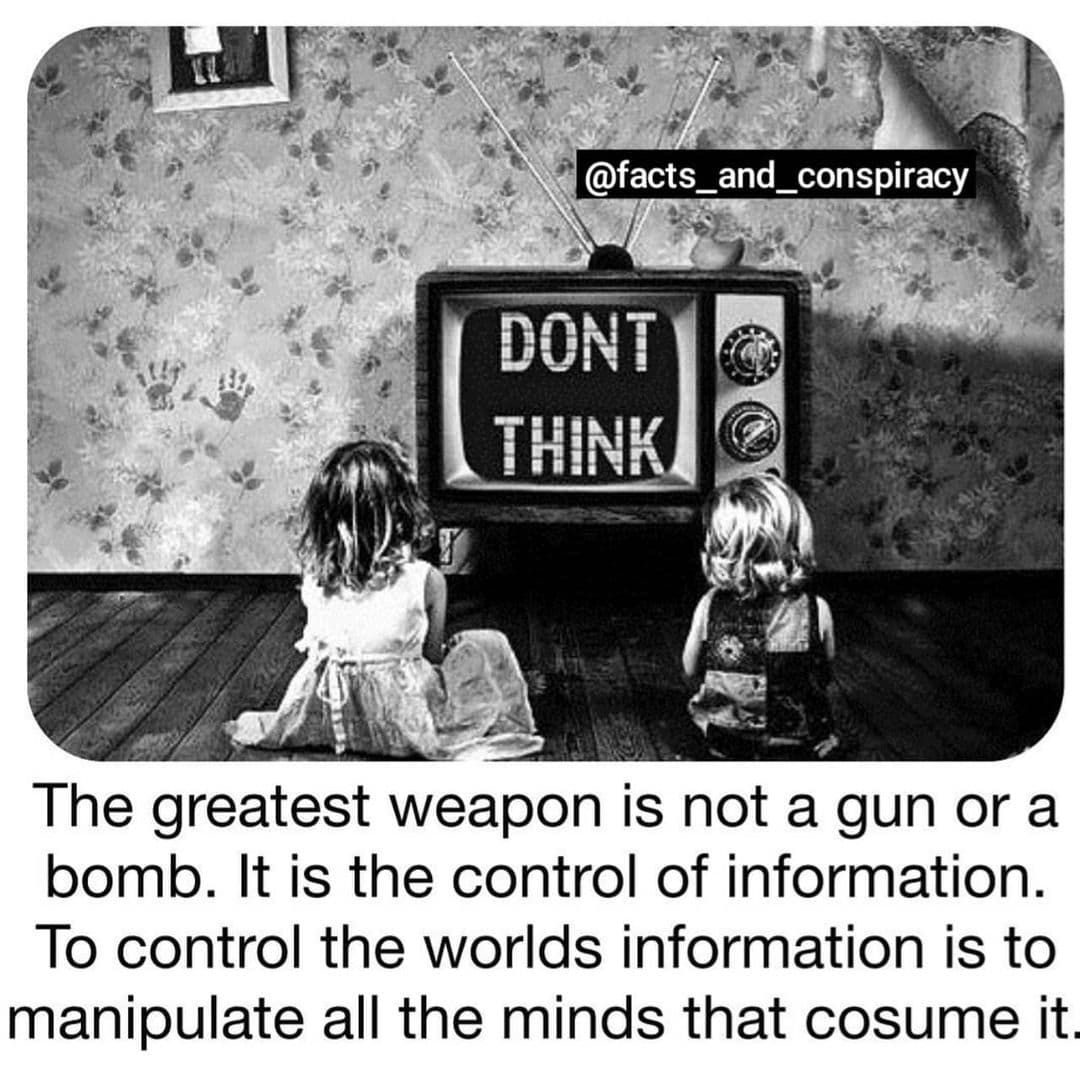 @facts_and_conspiracy
DONT
THINK
The greatest weapon is not a gun or a
bomb. It is the control of information.
To control the worlds information is to
manipulate all the minds that cosume it.